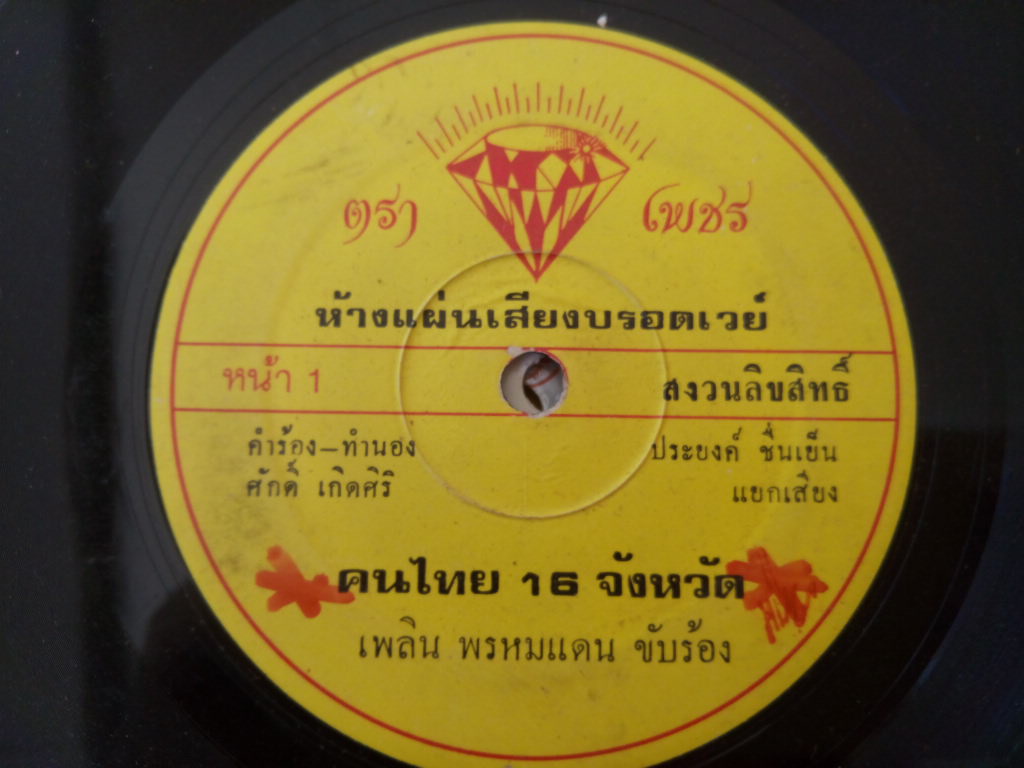 ตรา เพชร
ห้างแผ่นเสียงบรอดเวย์
หน้า 1 สงวนลิขสิทธิ์
คำร้อง-ทำนอง ประยงค์ ชื่นเย็น
ศักดิ์ เกิดศิริ แยกเสียง
คนไทย 16 จังหวัด
เพลิน พรหมแดน ขับร้อง